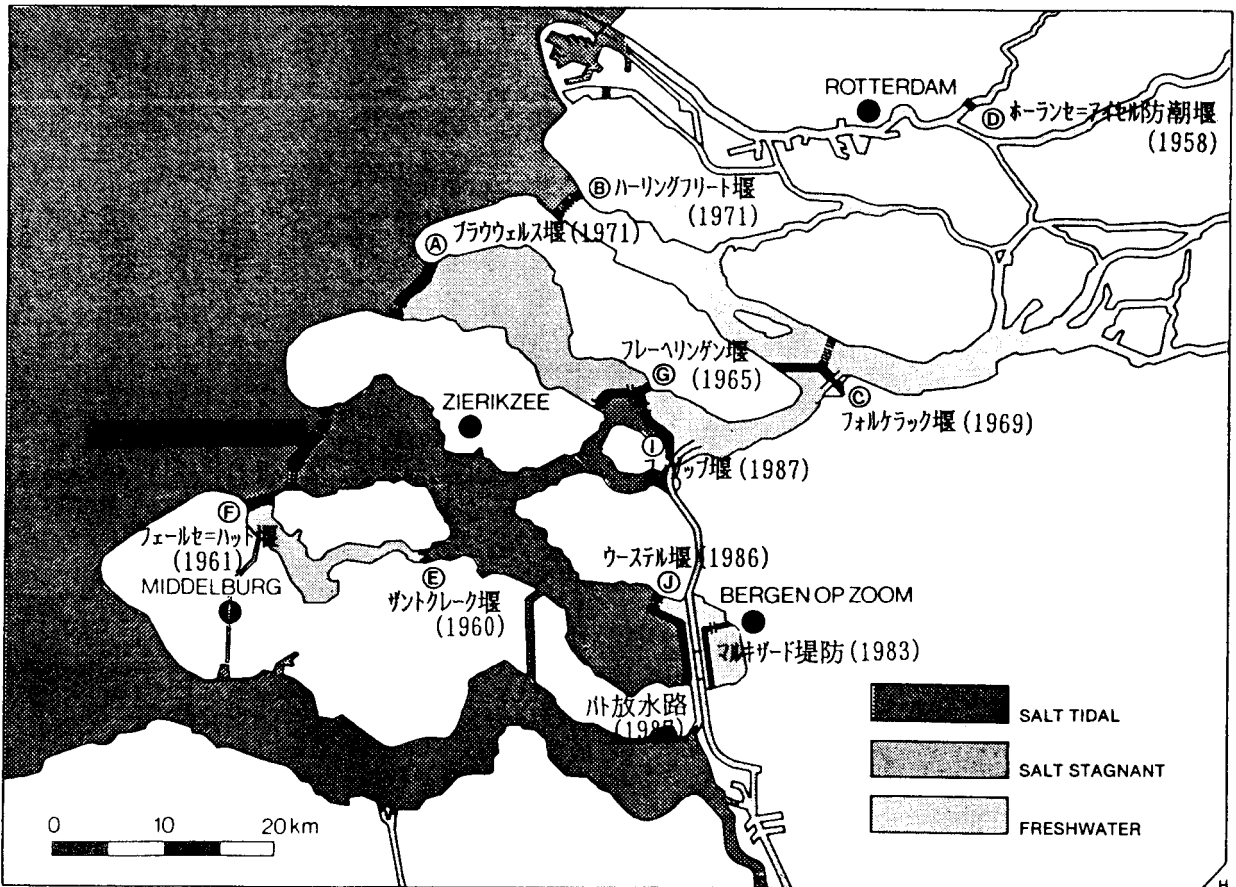 ROTTERDAM
Ⓓ ホーランセ=アイセル防潮堰
(1958)
Ⓑ ハーリングフリート堰
(1971)
Ⓐ ブラウウェルス堰(1971)
フレーヘリンゲン堰
Ⓖ (1965)
ZIERIKZEE
Ⓒ
フォルケラック堰(1969)
Ⓘ
堰(1987)
Ⓕ
フェールセ=ハット堰
(1961)
MIDDELBURG
Ⓔ
ザントクレーク堰
(1960)
ウーステル堰(1986)
Ⓙ
BERGEN OP ZOOM
マルキザード堤防(1983)
バト放水路
SALT TIDAL
SALT STAGNANT
FRESHWATER
0 10 20km
H